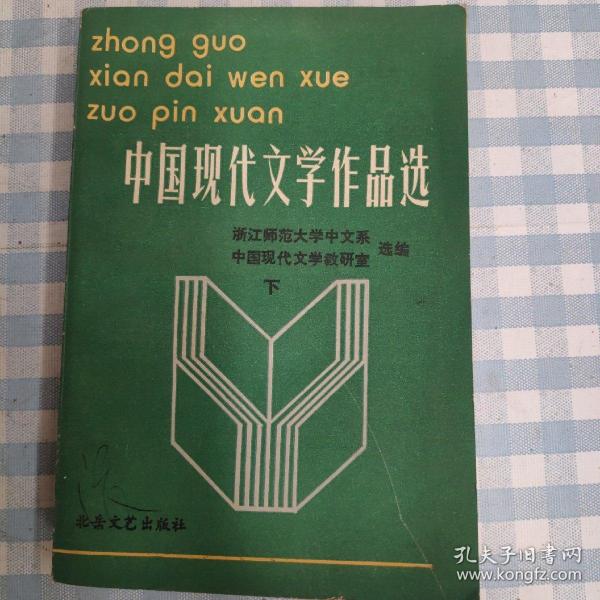 zhong guo
xian dai wen xue
zuo pin xuan
中国现代文学作品选
浙江师范大学中文系
中国现代文学教研室
选编
下
北岳文艺出版社
孔夫子旧书网
www.kongfz.com